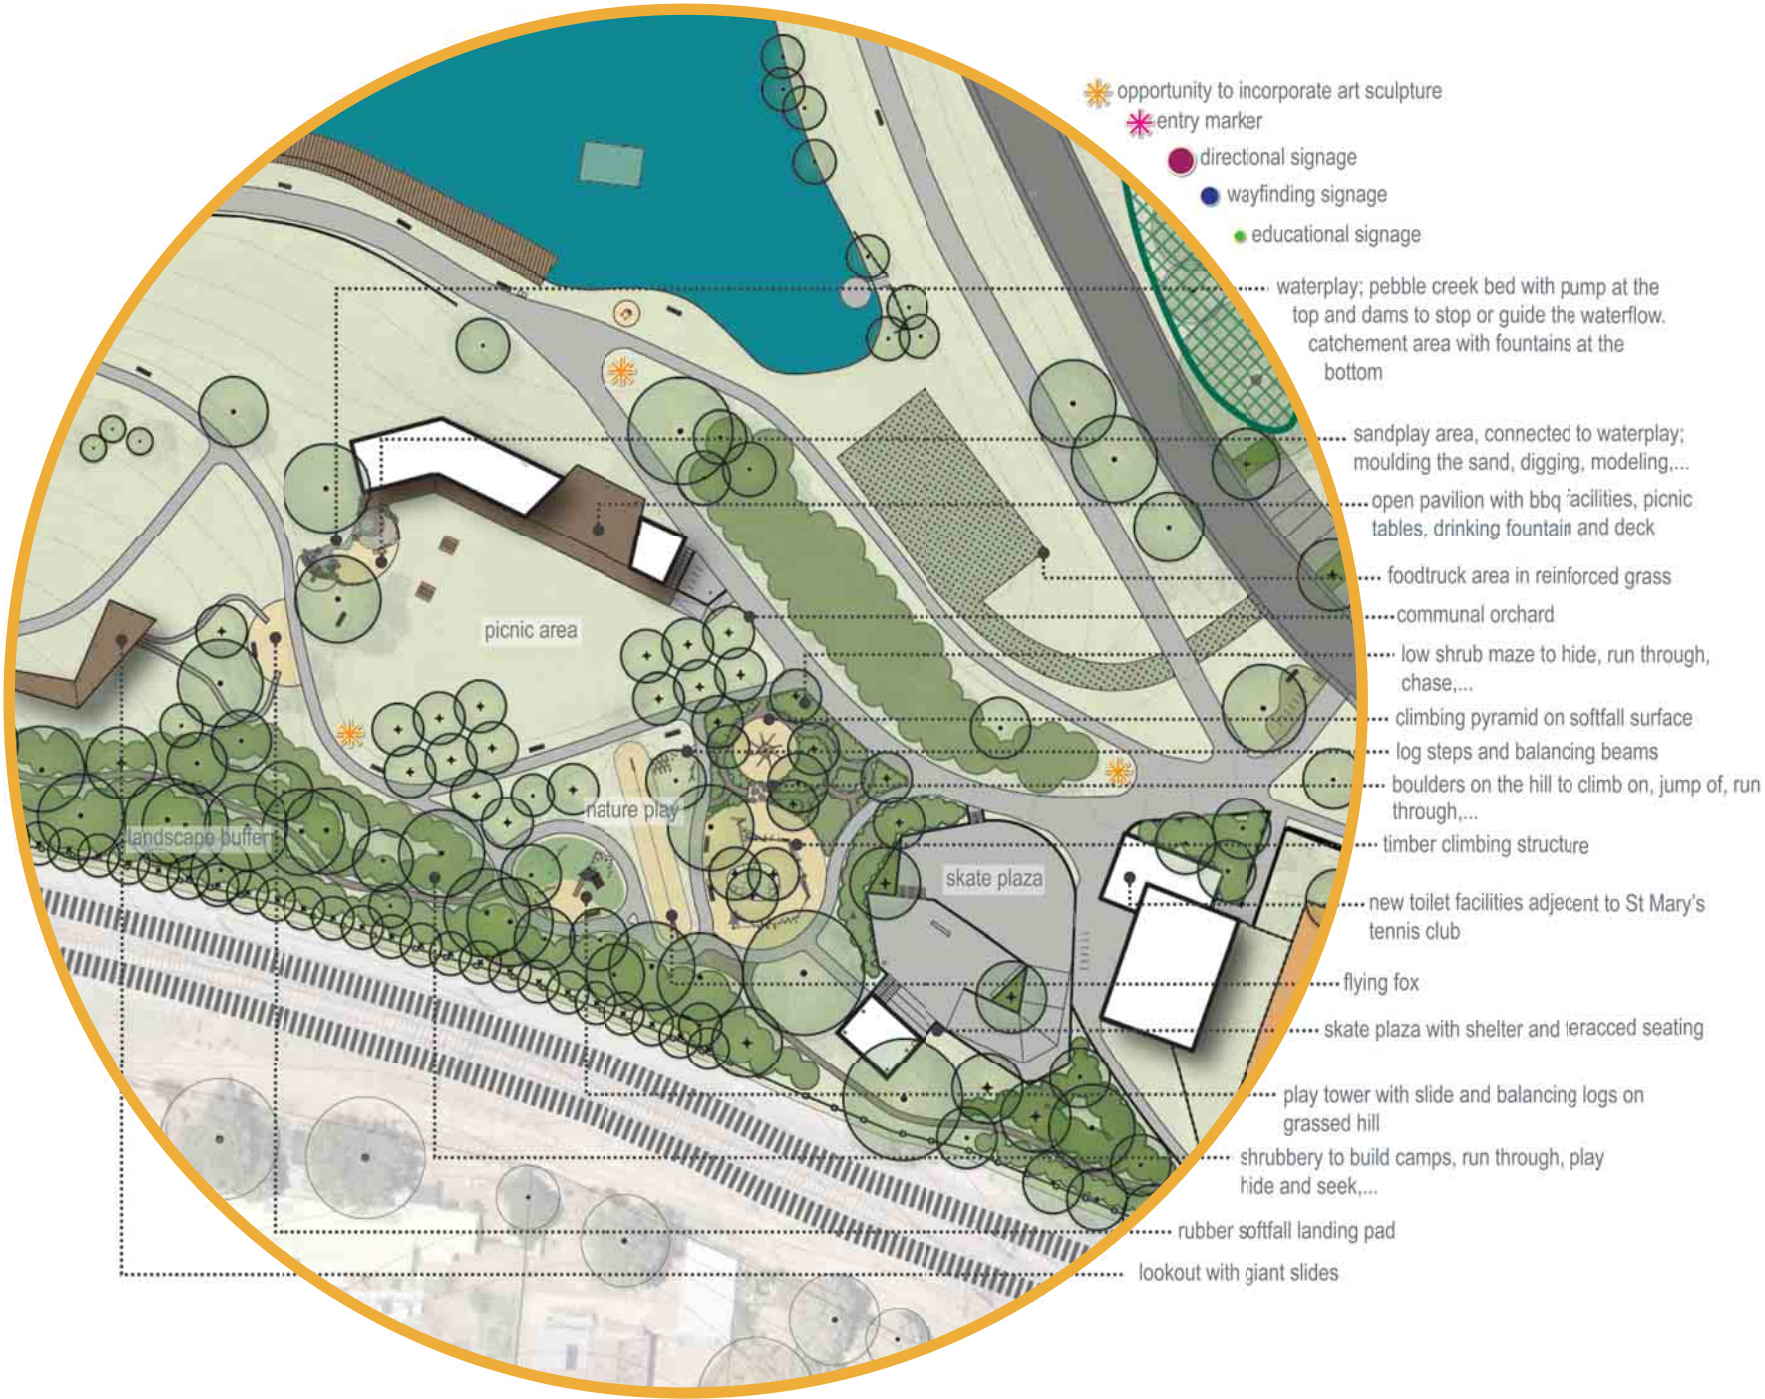 opportunity to incorporate art sculpture
entry marker
directional signage
wayfinding signage
educational signage
waterplay; pebble creek bed with pump at the
top and dams to stop or guide the waterflow.
catchement area with fountains at the
bottom
sandplay area, connected to waterplay;
moulding the sand, digging, modeling,...
open pavilion with bbq facilities, picnic
tables, drinking fountain and deck
foodtruck area in reinforced grass
communal orchard
low shrub maze to hide, run through,
chase,...
climbing pyramid on softfall surface
log steps and balancing beams
boulders on the hill to climb on, jump of, run
through,...
timber climbing structure
new toilet facilities adjecent to St Mary's
tennis club
flying fox
skate plaza with shelter and teracced seating
play tower with slide and balancing logs on
grassed hill
shrubbery to build camps, run through, play
hide and seek,...
rubber softfall landing pad
lookout with giant slides
picnic area
nature play
landscape buffer
skate plaza